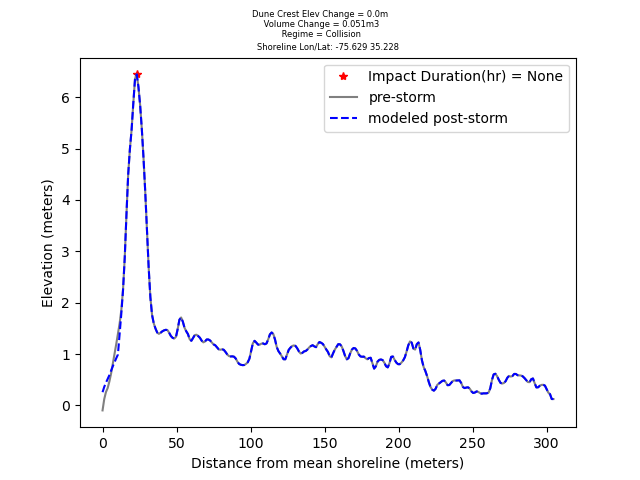 Dune Crest Elev Change = 0.0m
Volume Change = 0.051m3
Regime = Collision
Shoreline Lon/Lat: -75.629 35.228
Impact Duration(hr) = None
pre-storm
modeled post-storm
Elevation (meters)
6
5
4
3
2
1
0
0 50 100 150 200 250 300
Distance from mean shoreline (meters)